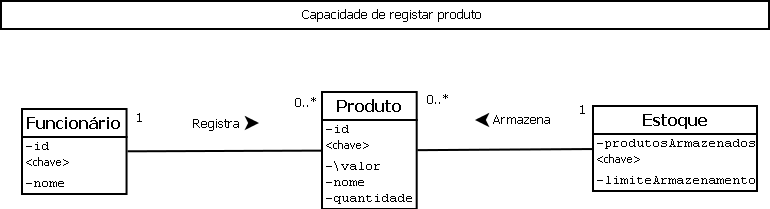 Capacidade de registar produto
Funcionário
-id
<chave>
-nome
1
Registra
0..*
Produto
-id
<chave>
-\valor
-nome
-quantidade
0..*
Armazena
1
Estoque
-produtosArmazenados
<chave>
-limiteArmazenamento